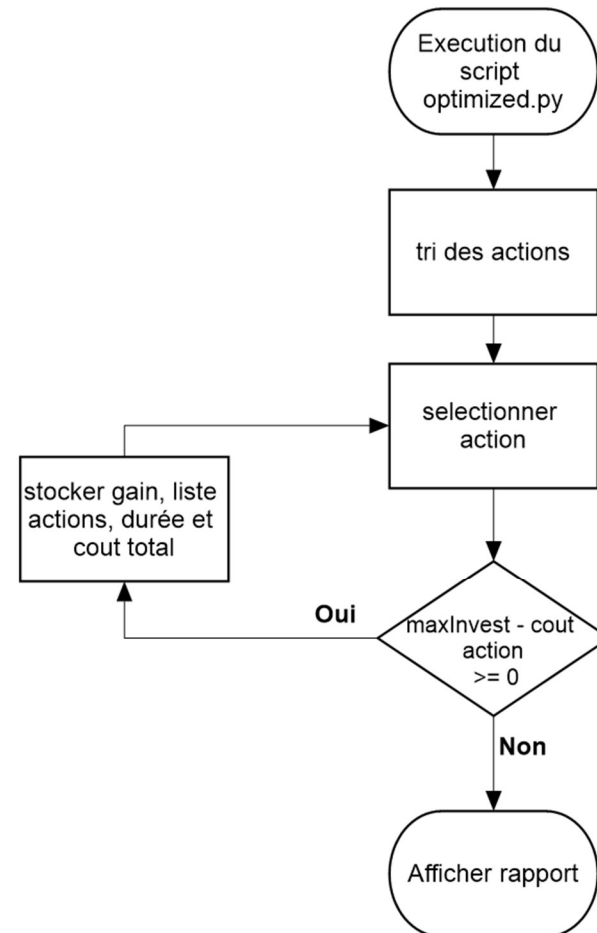 Execution du
script
optimized.py
tri des actions
selectionner
action
stocker gain, liste
actions, durée et
cout total
Oui
maxInvest - cout
action
>= 0
Non
Afficher rapport